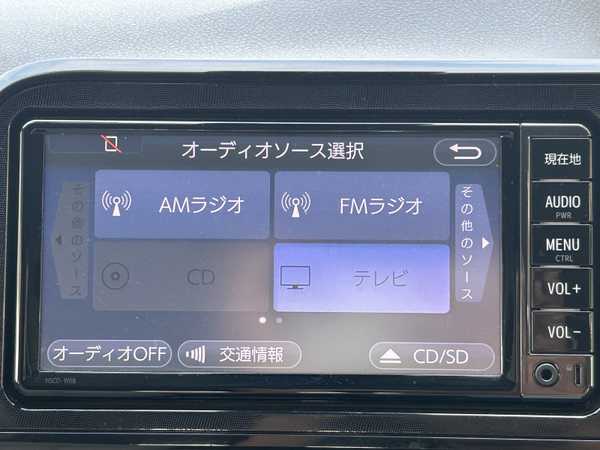 オーディオソース選択
その他のソース
AMラジオ
FMラジオ
その他のソース
CD
テレビ
オーディオOFF
交通情報
CD/SD
現在地
AUDIO
PWR
MENU
CTRL
VOL+
VOL-
NSCD-W66